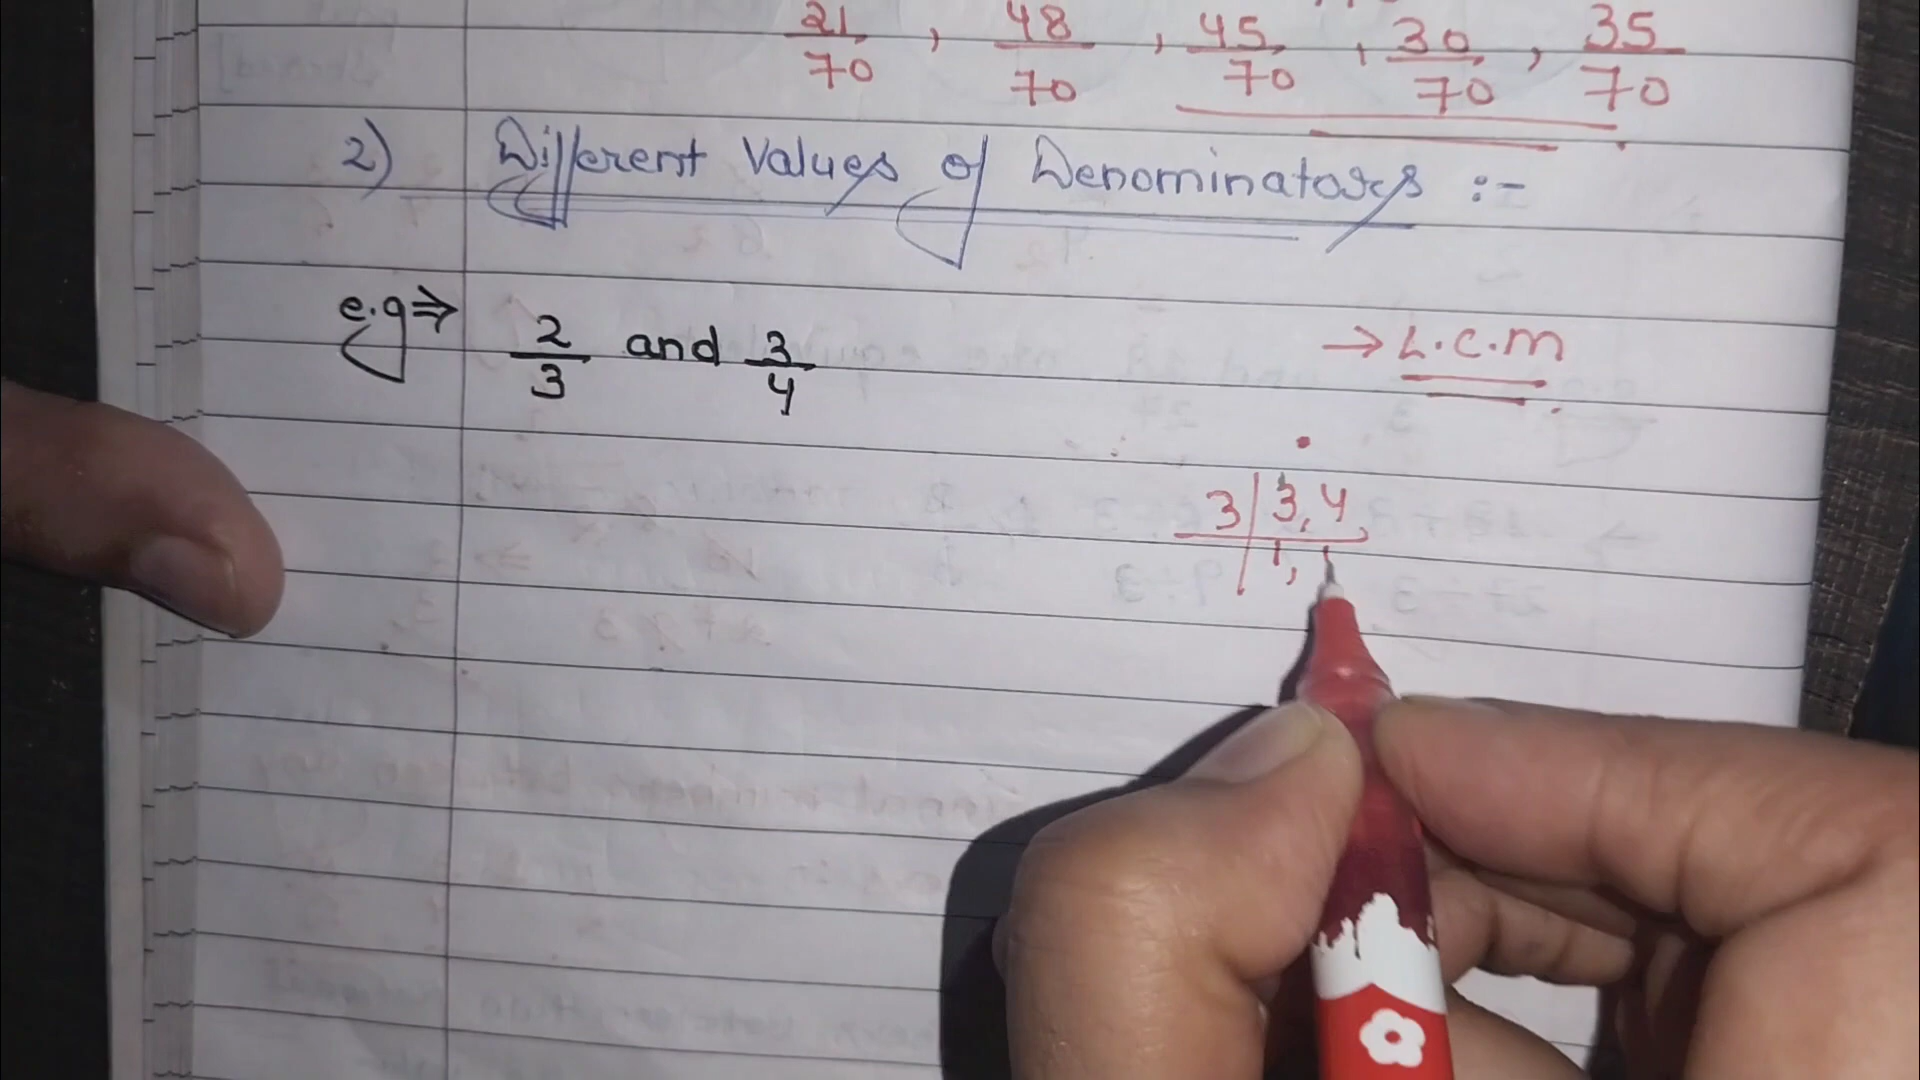 21/70 , 48/70 , 45/70 , 30/70 , 35/70
2) Different Values of Denominators :-
e.g ⇒ 2/3 and 3/4
→ L.C.M
3 | 3, 4,
1,